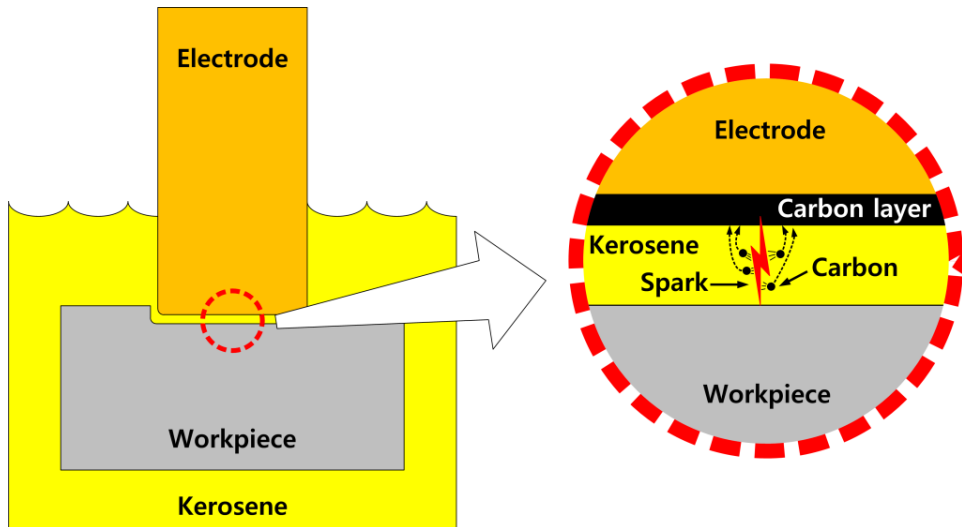 Electrode
Workpiece
Kerosene
Electrode
Carbon layer
Kerosene
Spark
Carbon
Workpiece